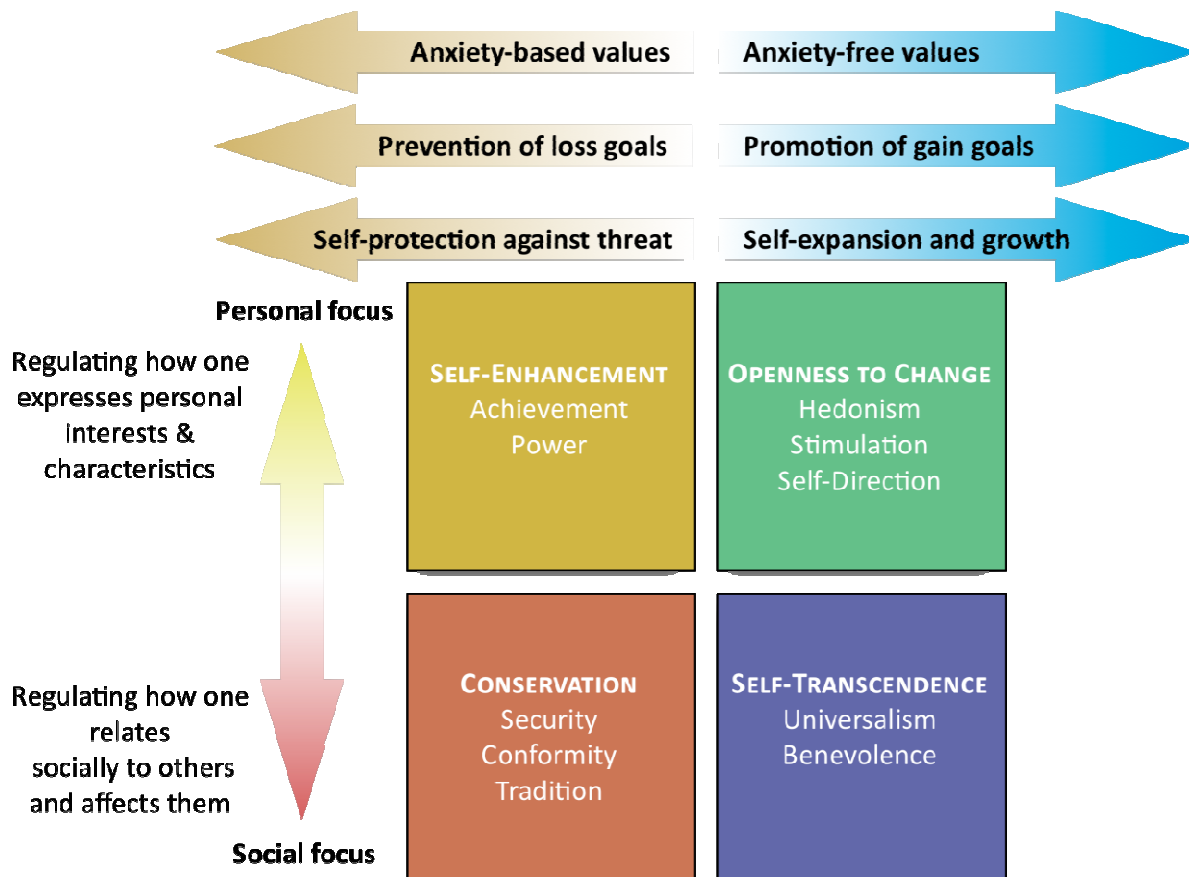 Anxiety-based values
Anxiety-free values
Prevention of loss goals
Promotion of gain goals
Self-protection against threat
Self-expansion and growth
Personal focus
Regulating how one
expresses personal
interests &
characteristics
SELF-ENHANCEMENT
Achievement
Power
OPENNESS TO CHANGE
Hedonism
Stimulation
Self-Direction
Regulating how one
relates
socially to others
and affects them
Social focus
CONSERVATION
Security
Conformity
Tradition
SELF-TRANSCENDENCE
Universalism
Benevolence